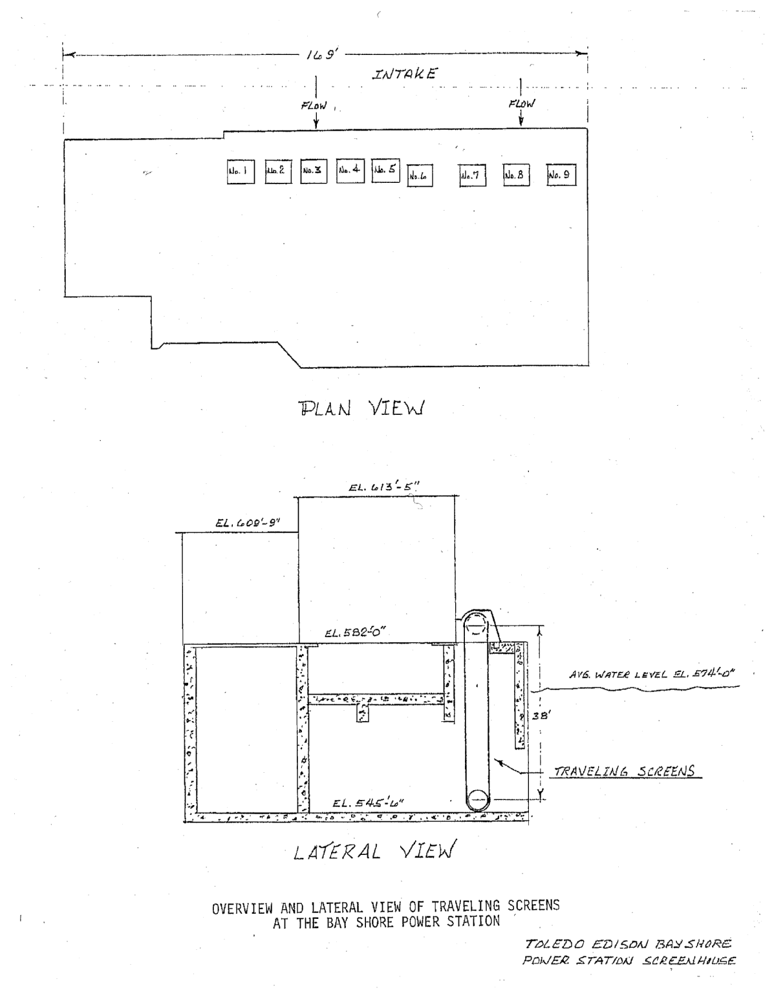 169'
INTAKE
FLOW FLOW
No. 1 No. 2 No. 3 No. 4 No. 5 No. 6 No. 7 No. 8 No. 9
PLAN VIEW
EL. 613'-5"
EL. 609'-9"
EL. 582'-0"
AVG. WATER LEVEL EL. 574'-0"
38'
TRAVELING SCREENS
EL. 545'-6"
LATERAL VIEW
OVERVIEW AND LATERAL VIEW OF TRAVELING SCREENS
AT THE BAY SHORE POWER STATION
TOLEDO EDISON BAY SHORE
POWER STATION SCREENHOUSE